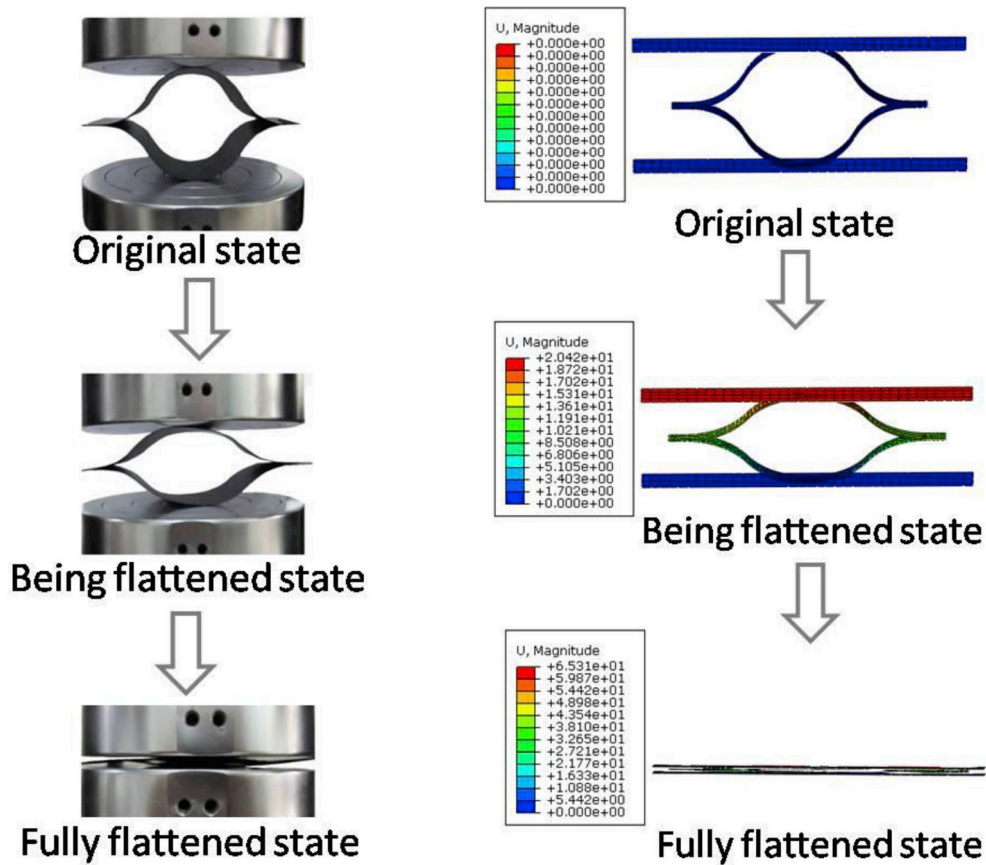 Original state
Being flattened state
Fully flattened state
U, Magnitude
+0.000e+00
+0.000e+00
+0.000e+00
+0.000e+00
+0.000e+00
+0.000e+00
+0.000e+00
+0.000e+00
+0.000e+00
+0.000e+00
+0.000e+00
+0.000e+00
+0.000e+00
Original state
U, Magnitude
+2.042e+01
+1.872e+01
+1.702e+01
+1.531e+01
+1.361e+01
+1.191e+01
+1.021e+01
+8.508e+00
+6.806e+00
+5.105e+00
+3.403e+00
+1.702e+00
+0.000e+00
Being flattened state
U, Magnitude
+6.531e+01
+5.987e+01
+5.442e+01
+4.898e+01
+4.354e+01
+3.810e+01
+3.265e+01
+2.721e+01
+2.177e+01
+1.633e+01
+1.088e+01
+5.442e+00
+0.000e+00
Fully flattened state